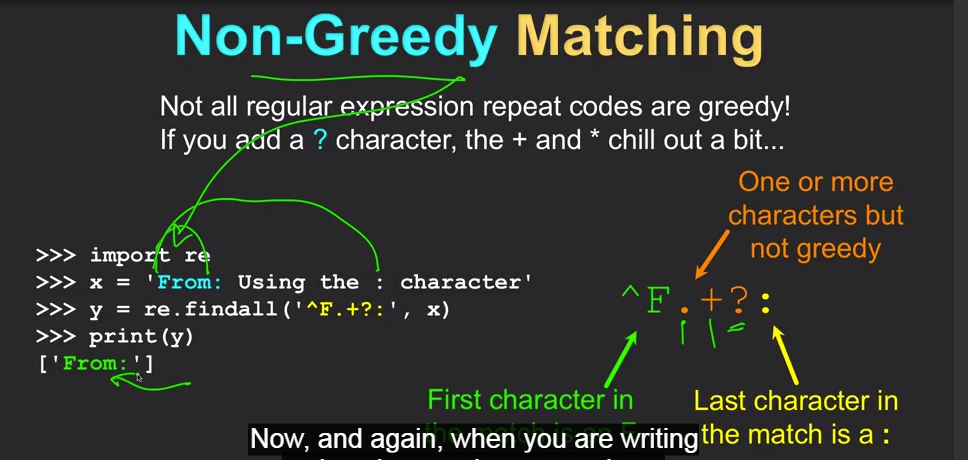 Non-Greedy Matching
Not all regular expression repeat codes are greedy!
If you add a ? character, the + and * chill out a bit...
One or more
characters but
not greedy
>>> import re
>>> x = 'From: Using the : character'
>>> y = re.findall('^F.+?:', x)
>>> print(y)
['From:']
^F.+?:
First character in
Last character in
the match is a :
Now, and again, when you are writing